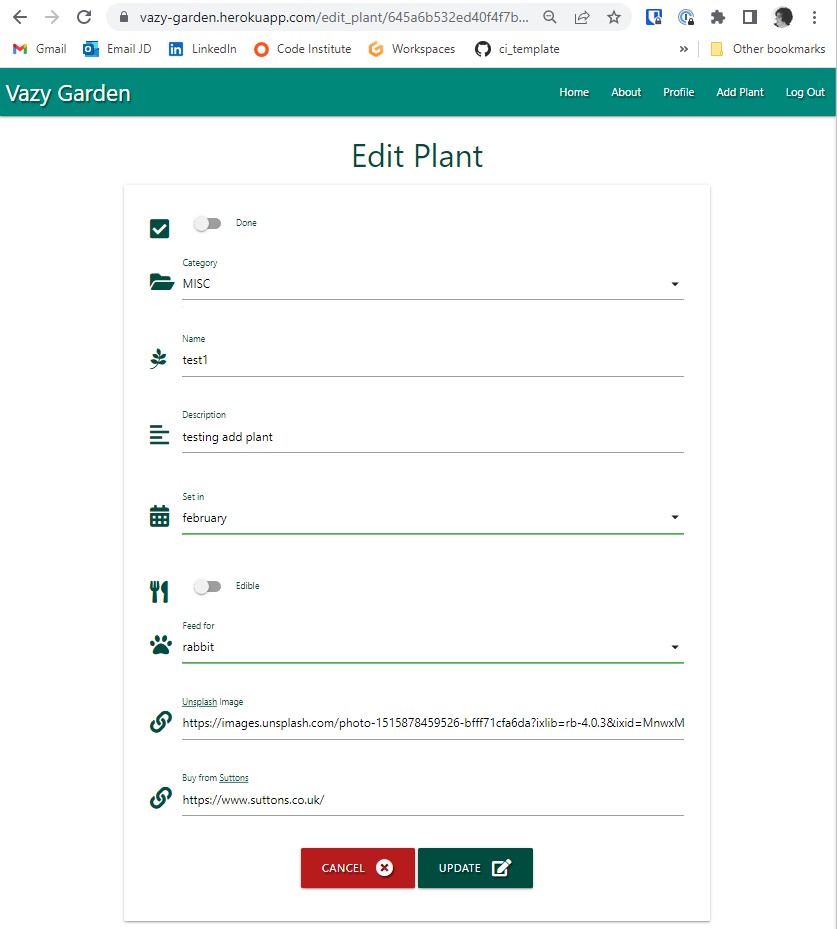 vazy-garden.herokuapp.com/edit_plant/645a6b532ed40f4f7b...
Gmail Email JD LinkedIn Code Institute Workspaces ci_template » Other bookmarks
Vazy Garden Home About Profile Add Plant Log Out
Edit Plant
Done
Category
MISC
Name
test1
Description
testing add plant
Set in
february
Edible
Feed for
rabbit
Unsplash Image
https://images.unsplash.com/photo-1515878459526-bfff71cfa6da?ixlib=rb-4.0.3&ixid=MnwxM
Buy from Suttons
https://www.suttons.co.uk/
CANCEL UPDATE